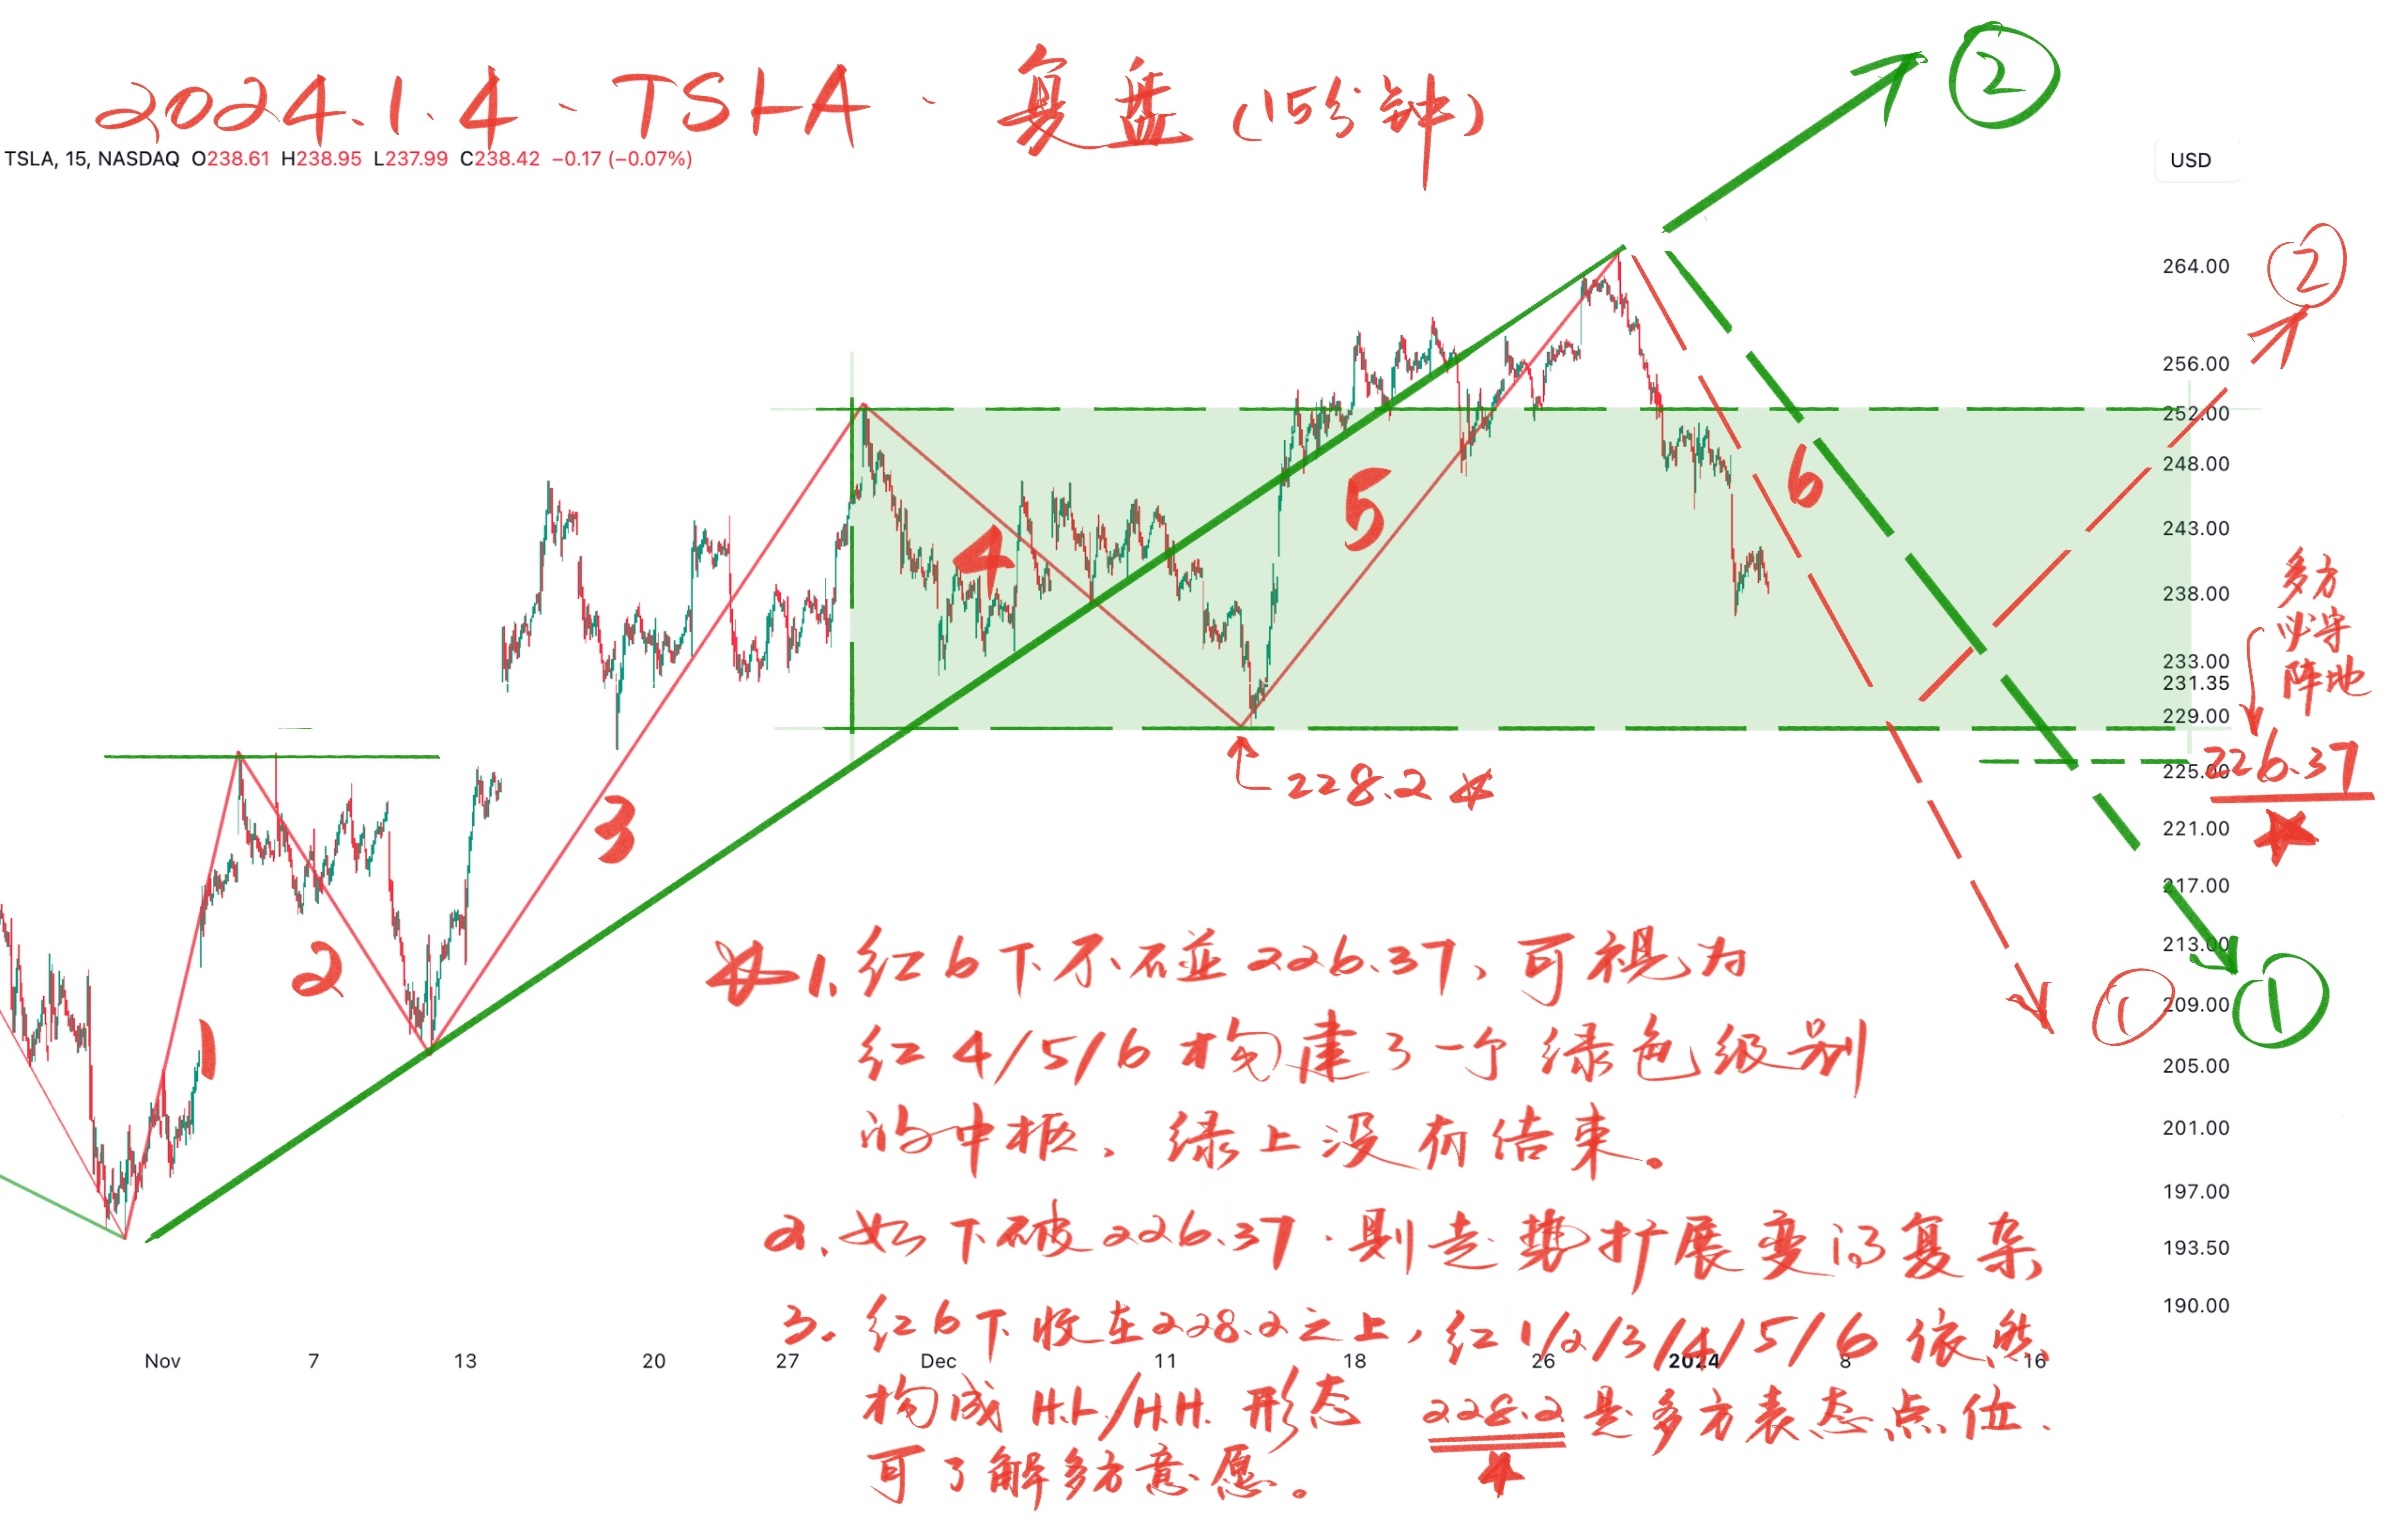 2024.1.4 - TSLA - 复盘 (15分钟)
TSLA, 15, NASDAQ O238.61 H238.95 L237.99 C238.42 −0.17 (−0.07%)
USD
②
②
264.00
256.00
252.00
248.00
243.00
238.00
233.00
231.35
229.00
225.00
221.00
217.00
213.00
209.00
205.00
201.00
197.00
193.50
190.00
多方
必守
阵地
226.37
1
2
3
4
5
6
228.2
①
①
1. 红6下不碰226.37、可视为
红4/5/6构建了一个绿色级别
的中枢、绿上没有结束。
2. 如下破226.37.则走势扩展变的复杂
3. 红6下收在228.2之上，红1/2/3/4/5/6依然
构成H.L./H.H.形态 228.2是多方表态点位.
可了解多方意愿。
Nov 7 13 20 27 Dec 11 18 26 2024 8 16